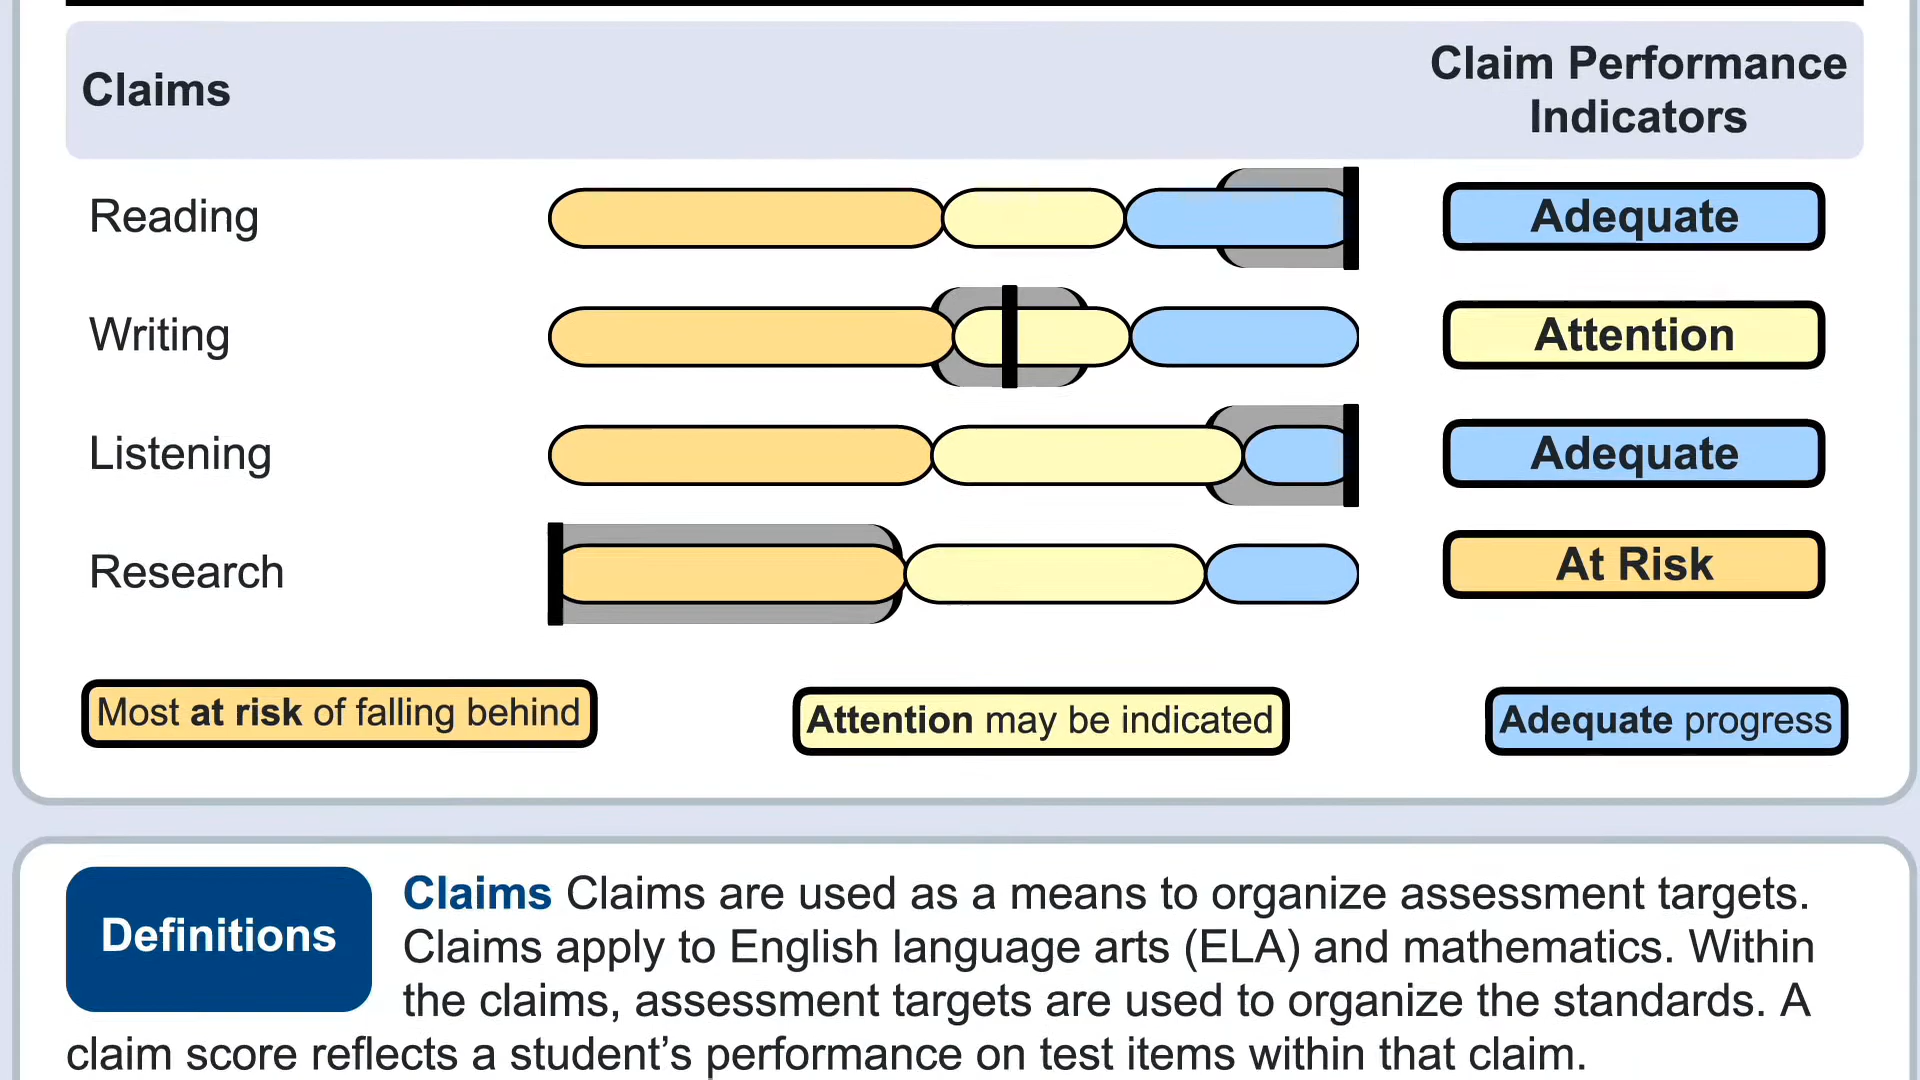 Claims
Claim Performance
Indicators
Reading
Adequate
Writing
Attention
Listening
Adequate
Research
At Risk
Most at risk of falling behind
Attention may be indicated
Adequate progress
Definitions
Claims Claims are used as a means to organize assessment targets.
Claims apply to English language arts (ELA) and mathematics. Within
the claims, assessment targets are used to organize the standards. A
claim score reflects a student’s performance on test items within that claim.